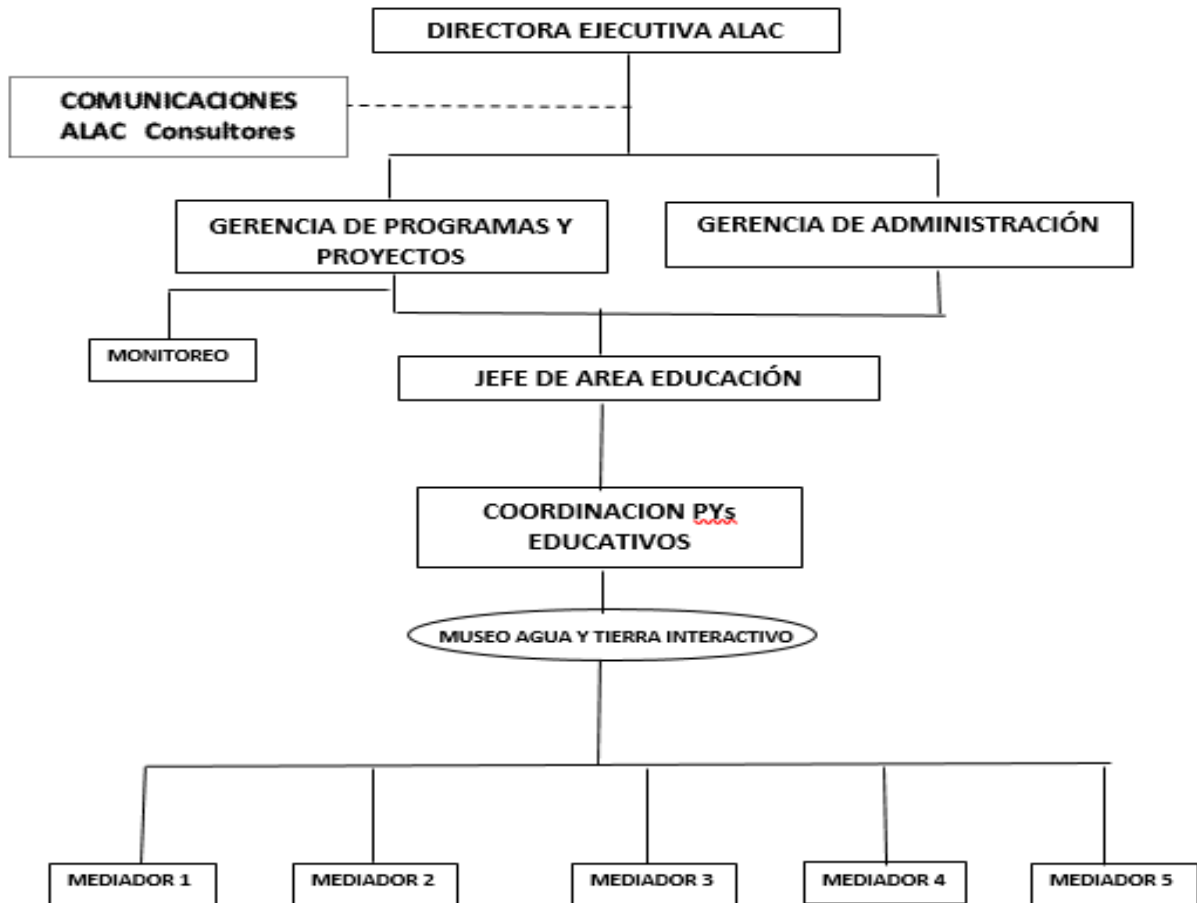 DIRECTORA EJECUTIVA ALAC
COMUNICACIONES
ALAC Consultores
GERENCIA DE PROGRAMAS Y
PROYECTOS
GERENCIA DE ADMINISTRACIÓN
MONITOREO
JEFE DE AREA EDUCACIÓN
COORDINACION PYs
EDUCATIVOS
MUSEO AGUA Y TIERRA INTERACTIVO
MEDIADOR 1
MEDIADOR 2
MEDIADOR 3
MEDIADOR 4
MEDIADOR 5